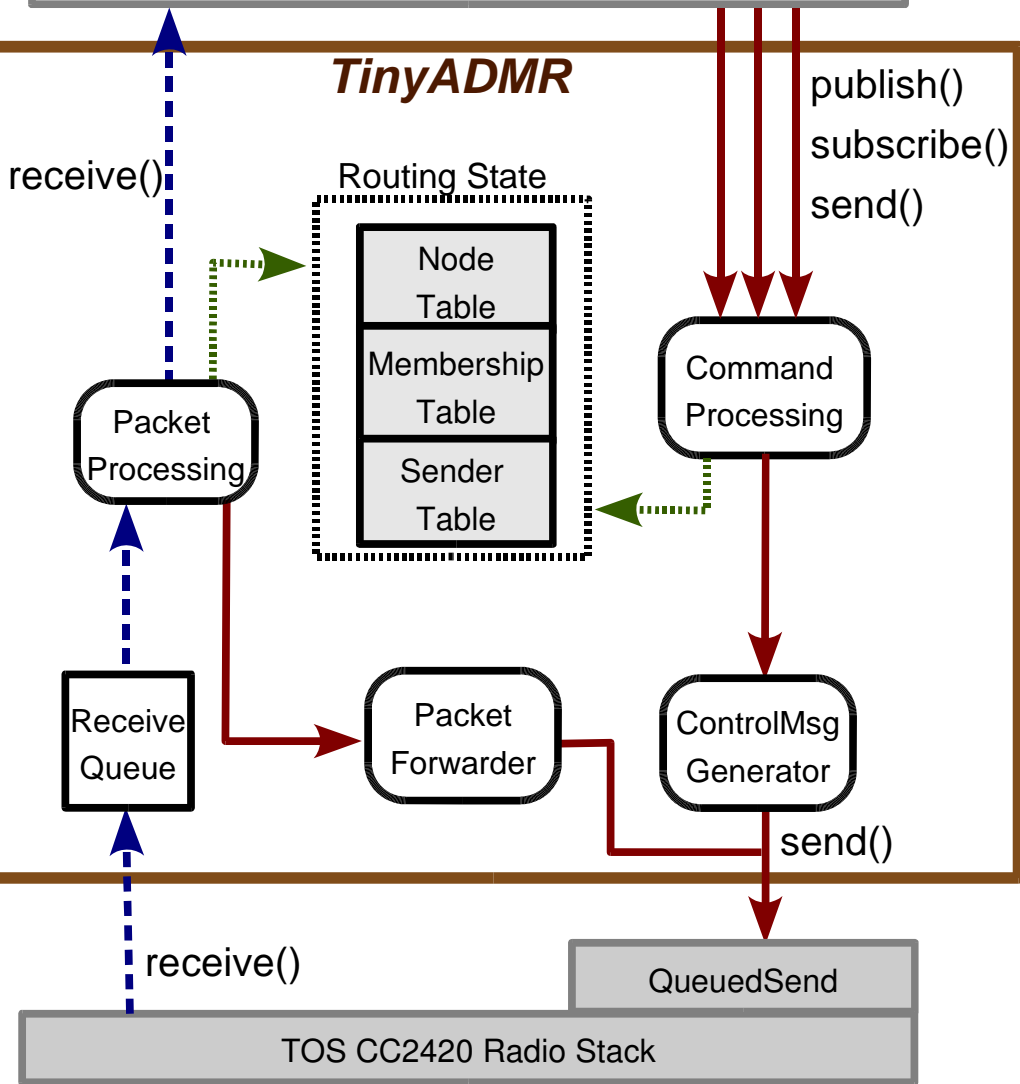 TinyADMR
publish()
subscribe()
send()
receive()
Routing State
Node
Table
Membership
Table
Sender
Table
Command
Processing
Packet
Processing
Receive
Queue
Packet
Forwarder
ControlMsg
Generator
send()
receive()
QueuedSend
TOS CC2420 Radio Stack